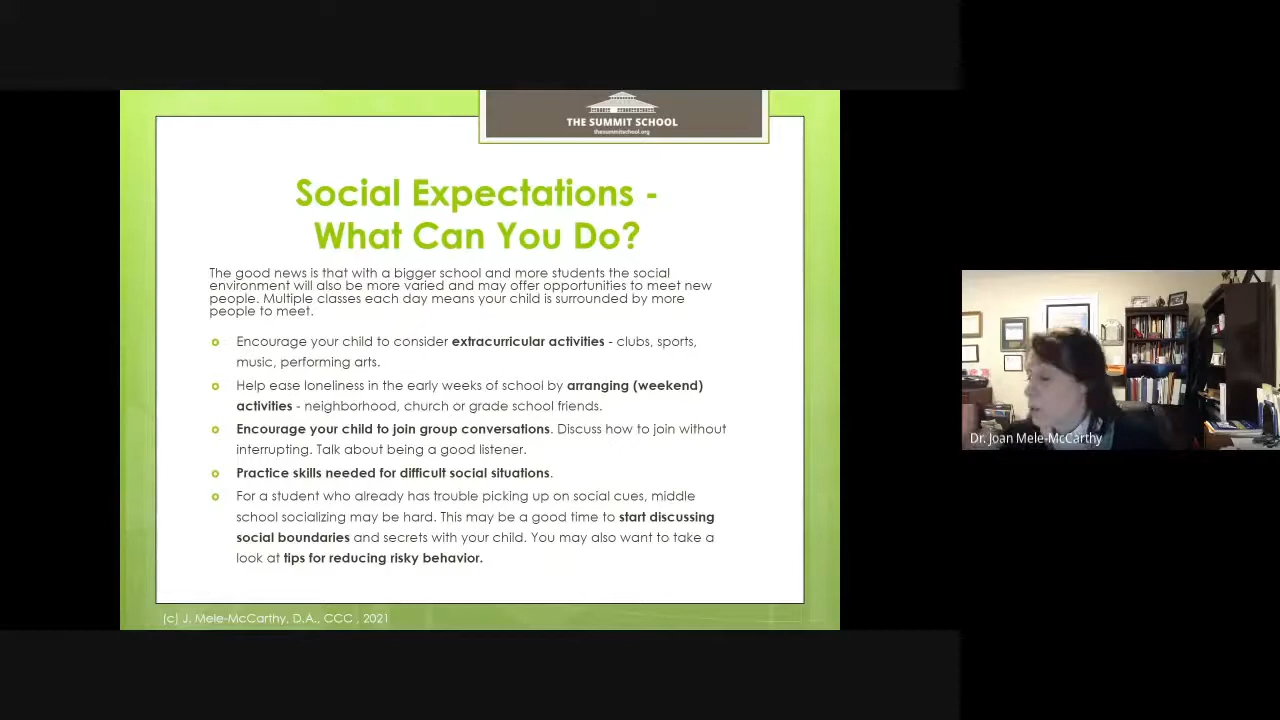 THE SUMMIT SCHOOL
thesummitschool.org
Social Expectations -
What Can You Do?
The good news is that with a bigger school and more students the social
environment will also be more varied and may offer opportunities to meet new
people. Multiple classes each day means your child is surrounded by more
people to meet.
Encourage your child to consider extracurricular activities - clubs, sports,
music, performing arts.
Help ease loneliness in the early weeks of school by arranging (weekend)
activities - neighborhood, church or grade school friends.
Encourage your child to join group conversations. Discuss how to join without
interrupting. Talk about being a good listener.
Practice skills needed for difficult social situations.
For a student who already has trouble picking up on social cues, middle
school socializing may be hard. This may be a good time to start discussing
social boundaries and secrets with your child. You may also want to take a
look at tips for reducing risky behavior.
(c) J. Mele-McCarthy, D.A., CCC , 2021
Dr. Joan Mele-McCarthy